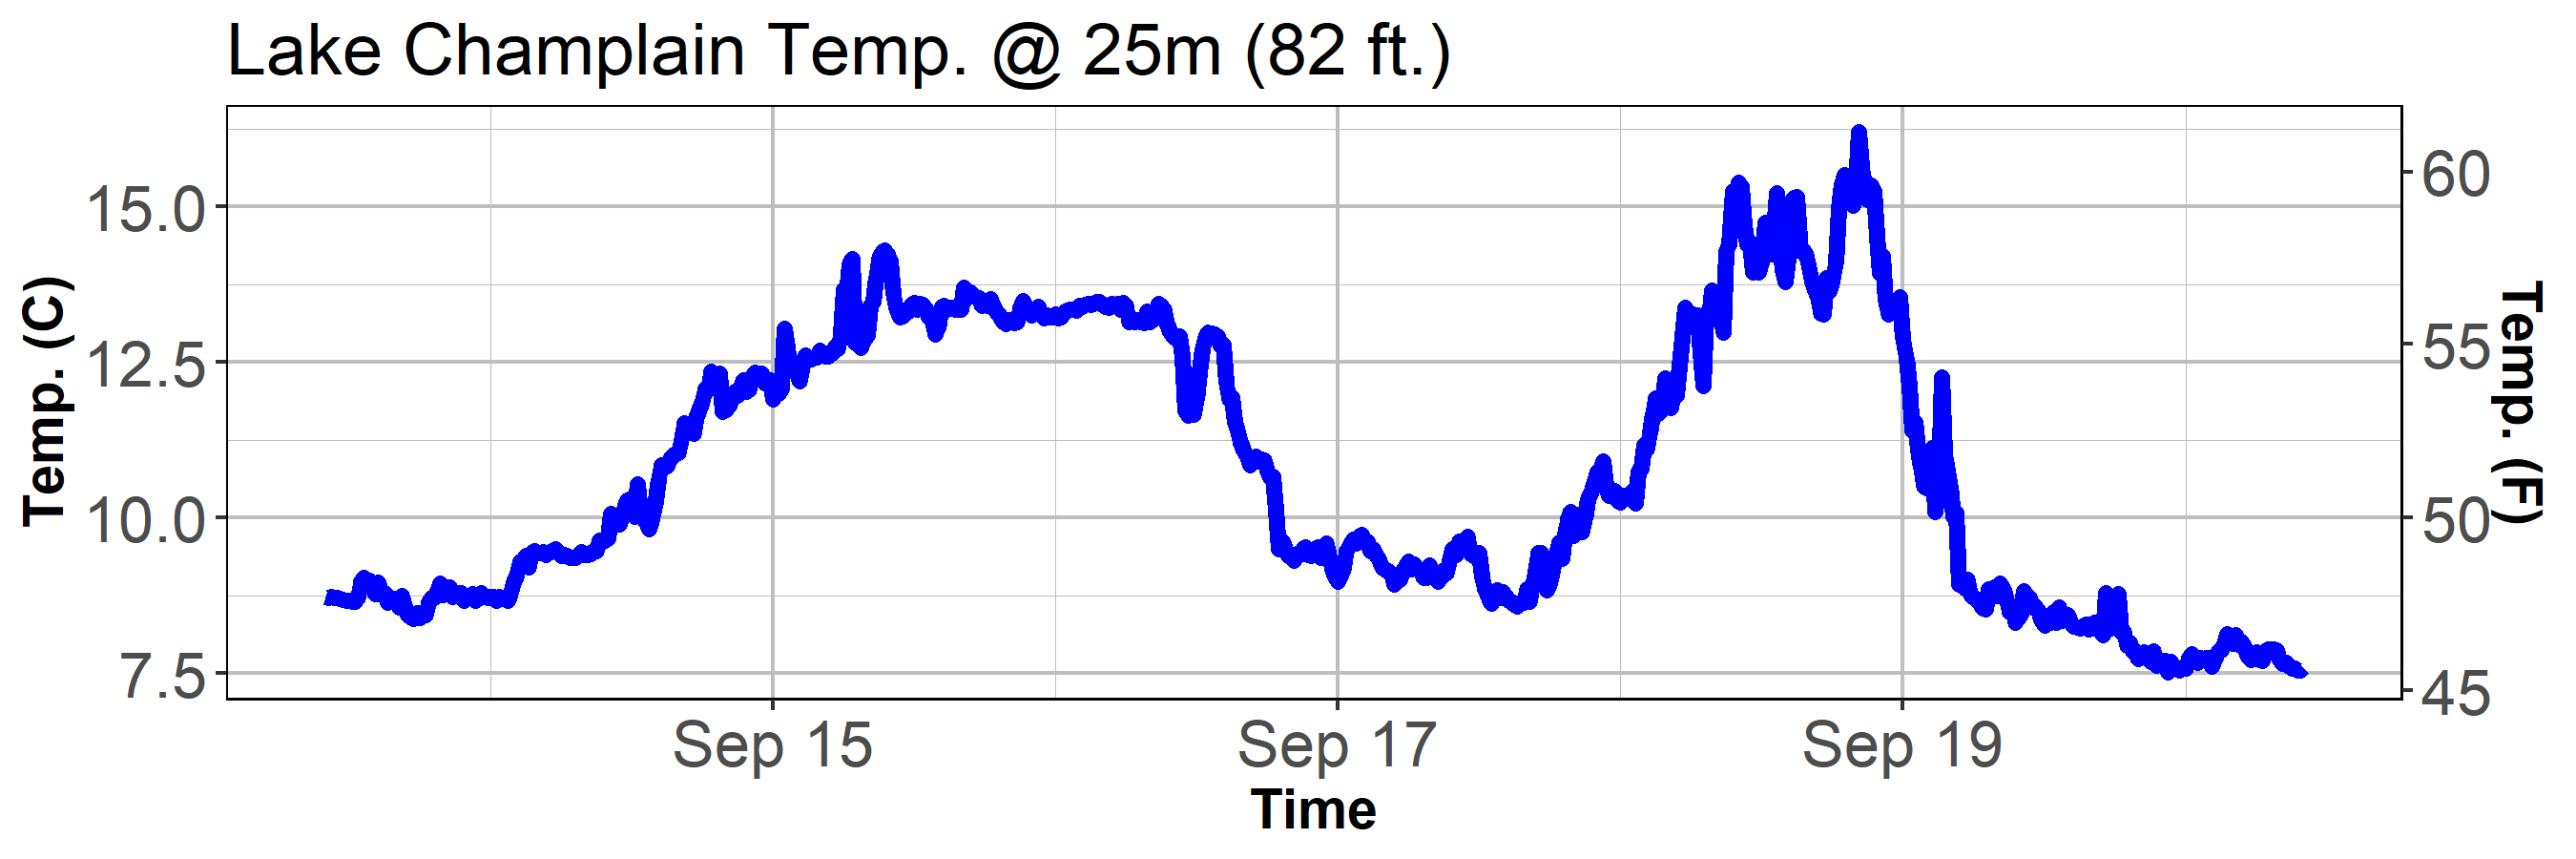 Lake Champlain Temp. @ 25m (82 ft.)
Temp. (C)
15.0
12.5
10.0
7.5
60
55
50
45
Temp. (F)
Sep 15
Sep 17
Sep 19
Time